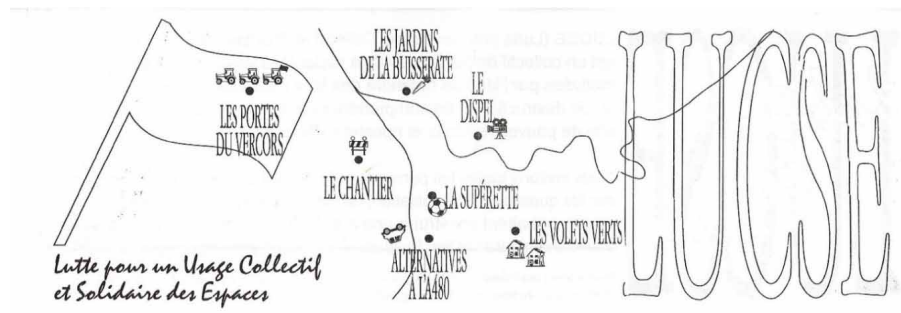 LES JARDINS
DE LA BUISSERATE
LE
DISPEL
LES PORTES
DU VERCORS
LE CHANTIER
LA SUPÉRETTE
LES VOLETS VERTS
ALTERNATIVES
À L'A480
Lutte pour un Usage Collectif
et Solidaire des Espaces
LUCSE